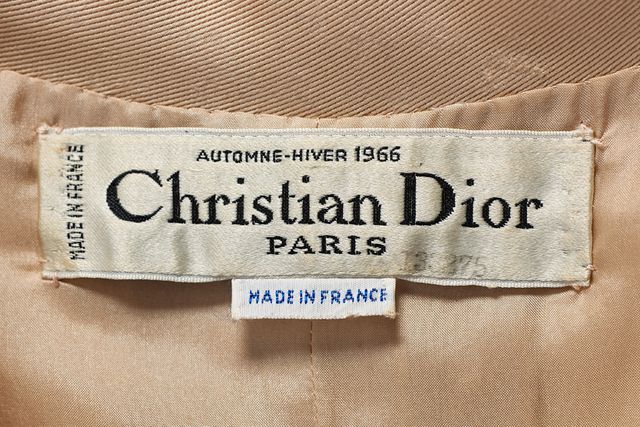 AUTOMNE-HIVER 1966
MADE IN FRANCE
Christian Dior
PARIS
MADE IN FRANCE